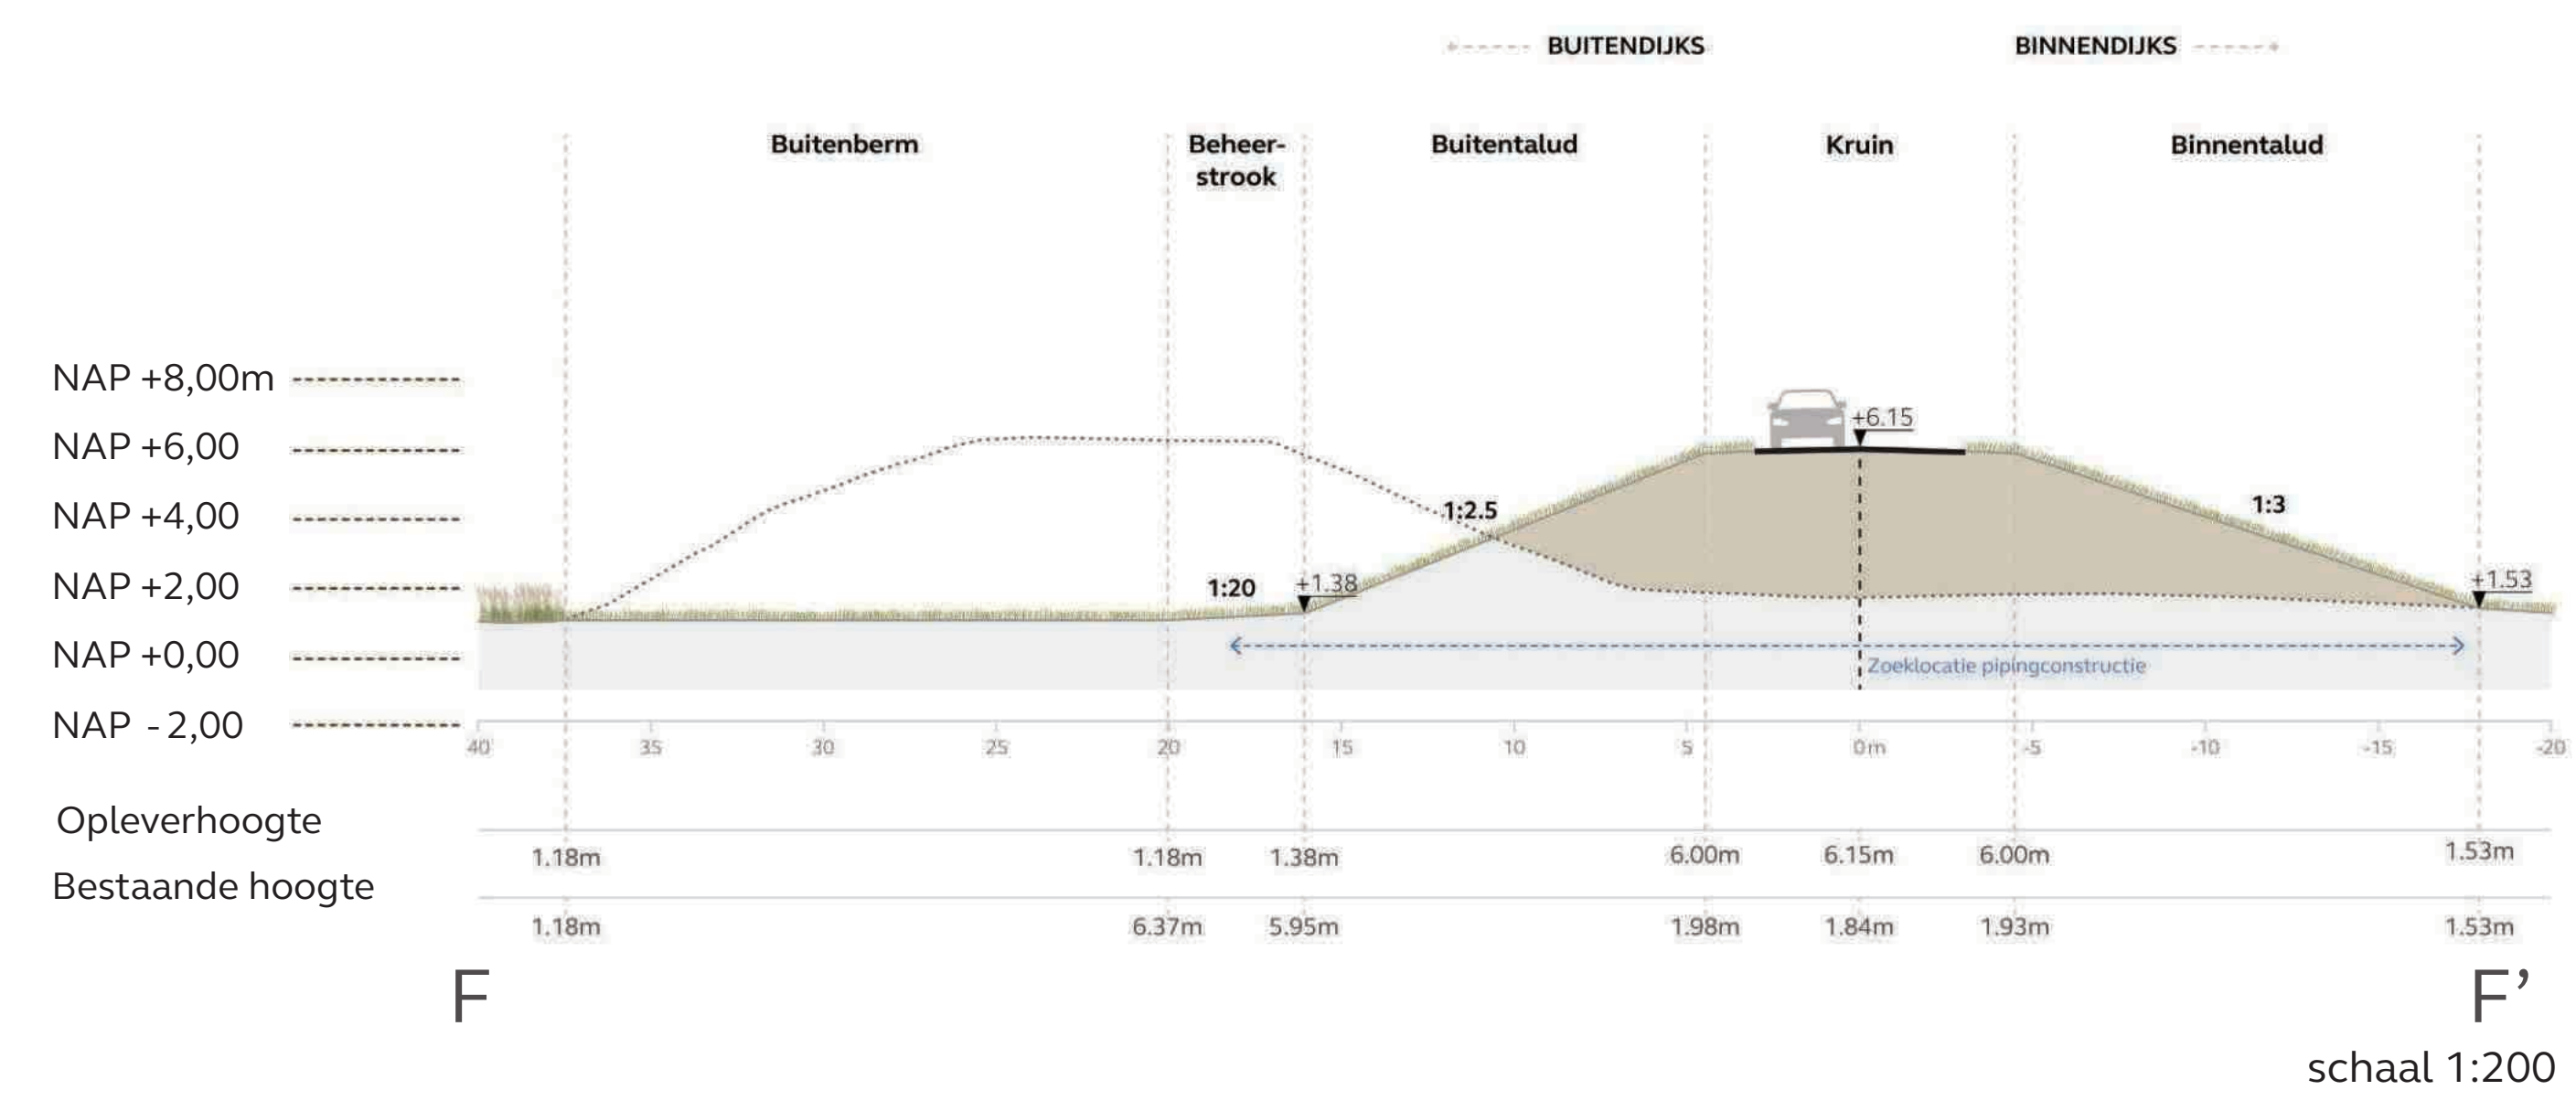 BUITENDIJKS BINNENDIJKS
Buitenberm Beheer- Buitentalud Kruin Binnentalud
strook
NAP +8,00m
+6.15
NAP +6,00
1:2.5 1:3
NAP +4,00
NAP +2,00 1:20 +1.38 +1.53
NAP +0,00 Zoeklocatie pipingconstructie
NAP - 2,00
40 35 30 25 20 15 10 5 0m -5 -10 -15 -20
Opleverhoogte
1.18m 1.18m 1.38m 6.00m 6.15m 6.00m 1.53m
Bestaande hoogte
1.18m 6.37m 5.95m 1.98m 1.84m 1.93m 1.53m
F F’
schaal 1:200